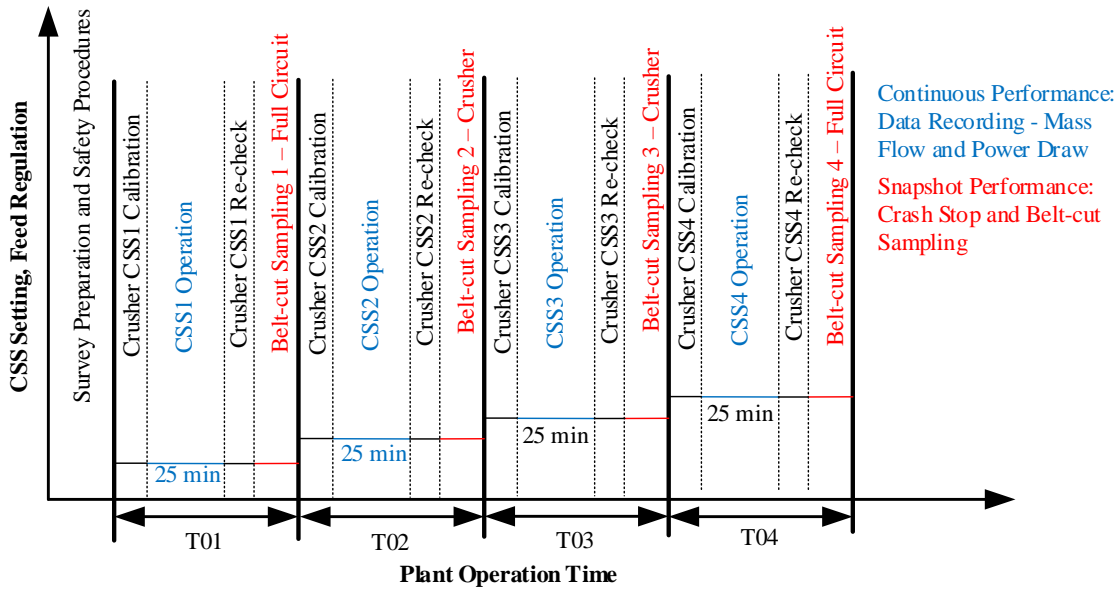 CSS Setting, Feed Regulation
Survey Preparation and Safety Procedures
Crusher CSS1 Calibration
CSS1 Operation
Crusher CSS1 Re-check
Belt-cut Sampling 1 – Full Circuit
Crusher CSS2 Calibration
CSS2 Operation
Crusher CSS2 Re-check
Belt-cut Sampling 2 – Crusher
Crusher CSS3 Calibration
CSS3 Operation
Crusher CSS3 Re-check
Belt-cut Sampling 3 – Crusher
Crusher CSS4 Calibration
CSS4 Operation
Crusher CSS4 Re-check
Belt-cut Sampling 4 – Full Circuit
Continuous Performance:
Data Recording - Mass
Flow and Power Draw
Snapshot Performance:
Crash Stop and Belt-cut
Sampling
25 min
25 min
25 min
25 min
T01
T02
T03
T04
Plant Operation Time